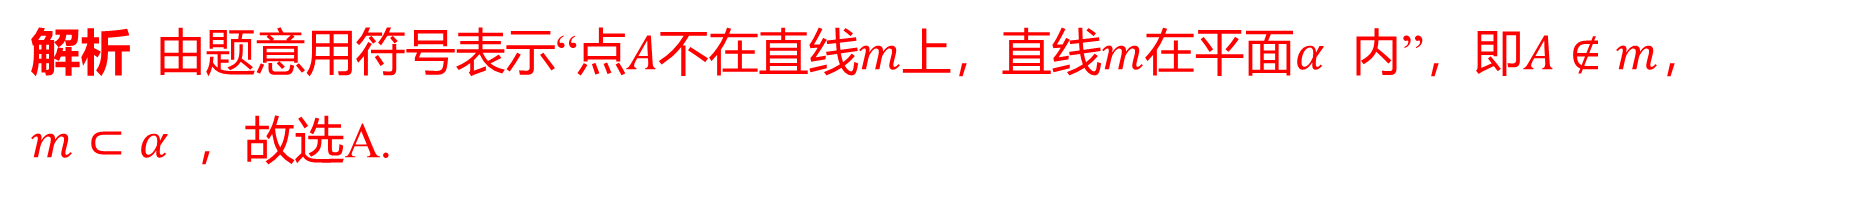 解析 由题意用符号表示“点A不在直线m上，直线m在平面α 内”，即A ∉ m，
m ⊂ α ，故选A.